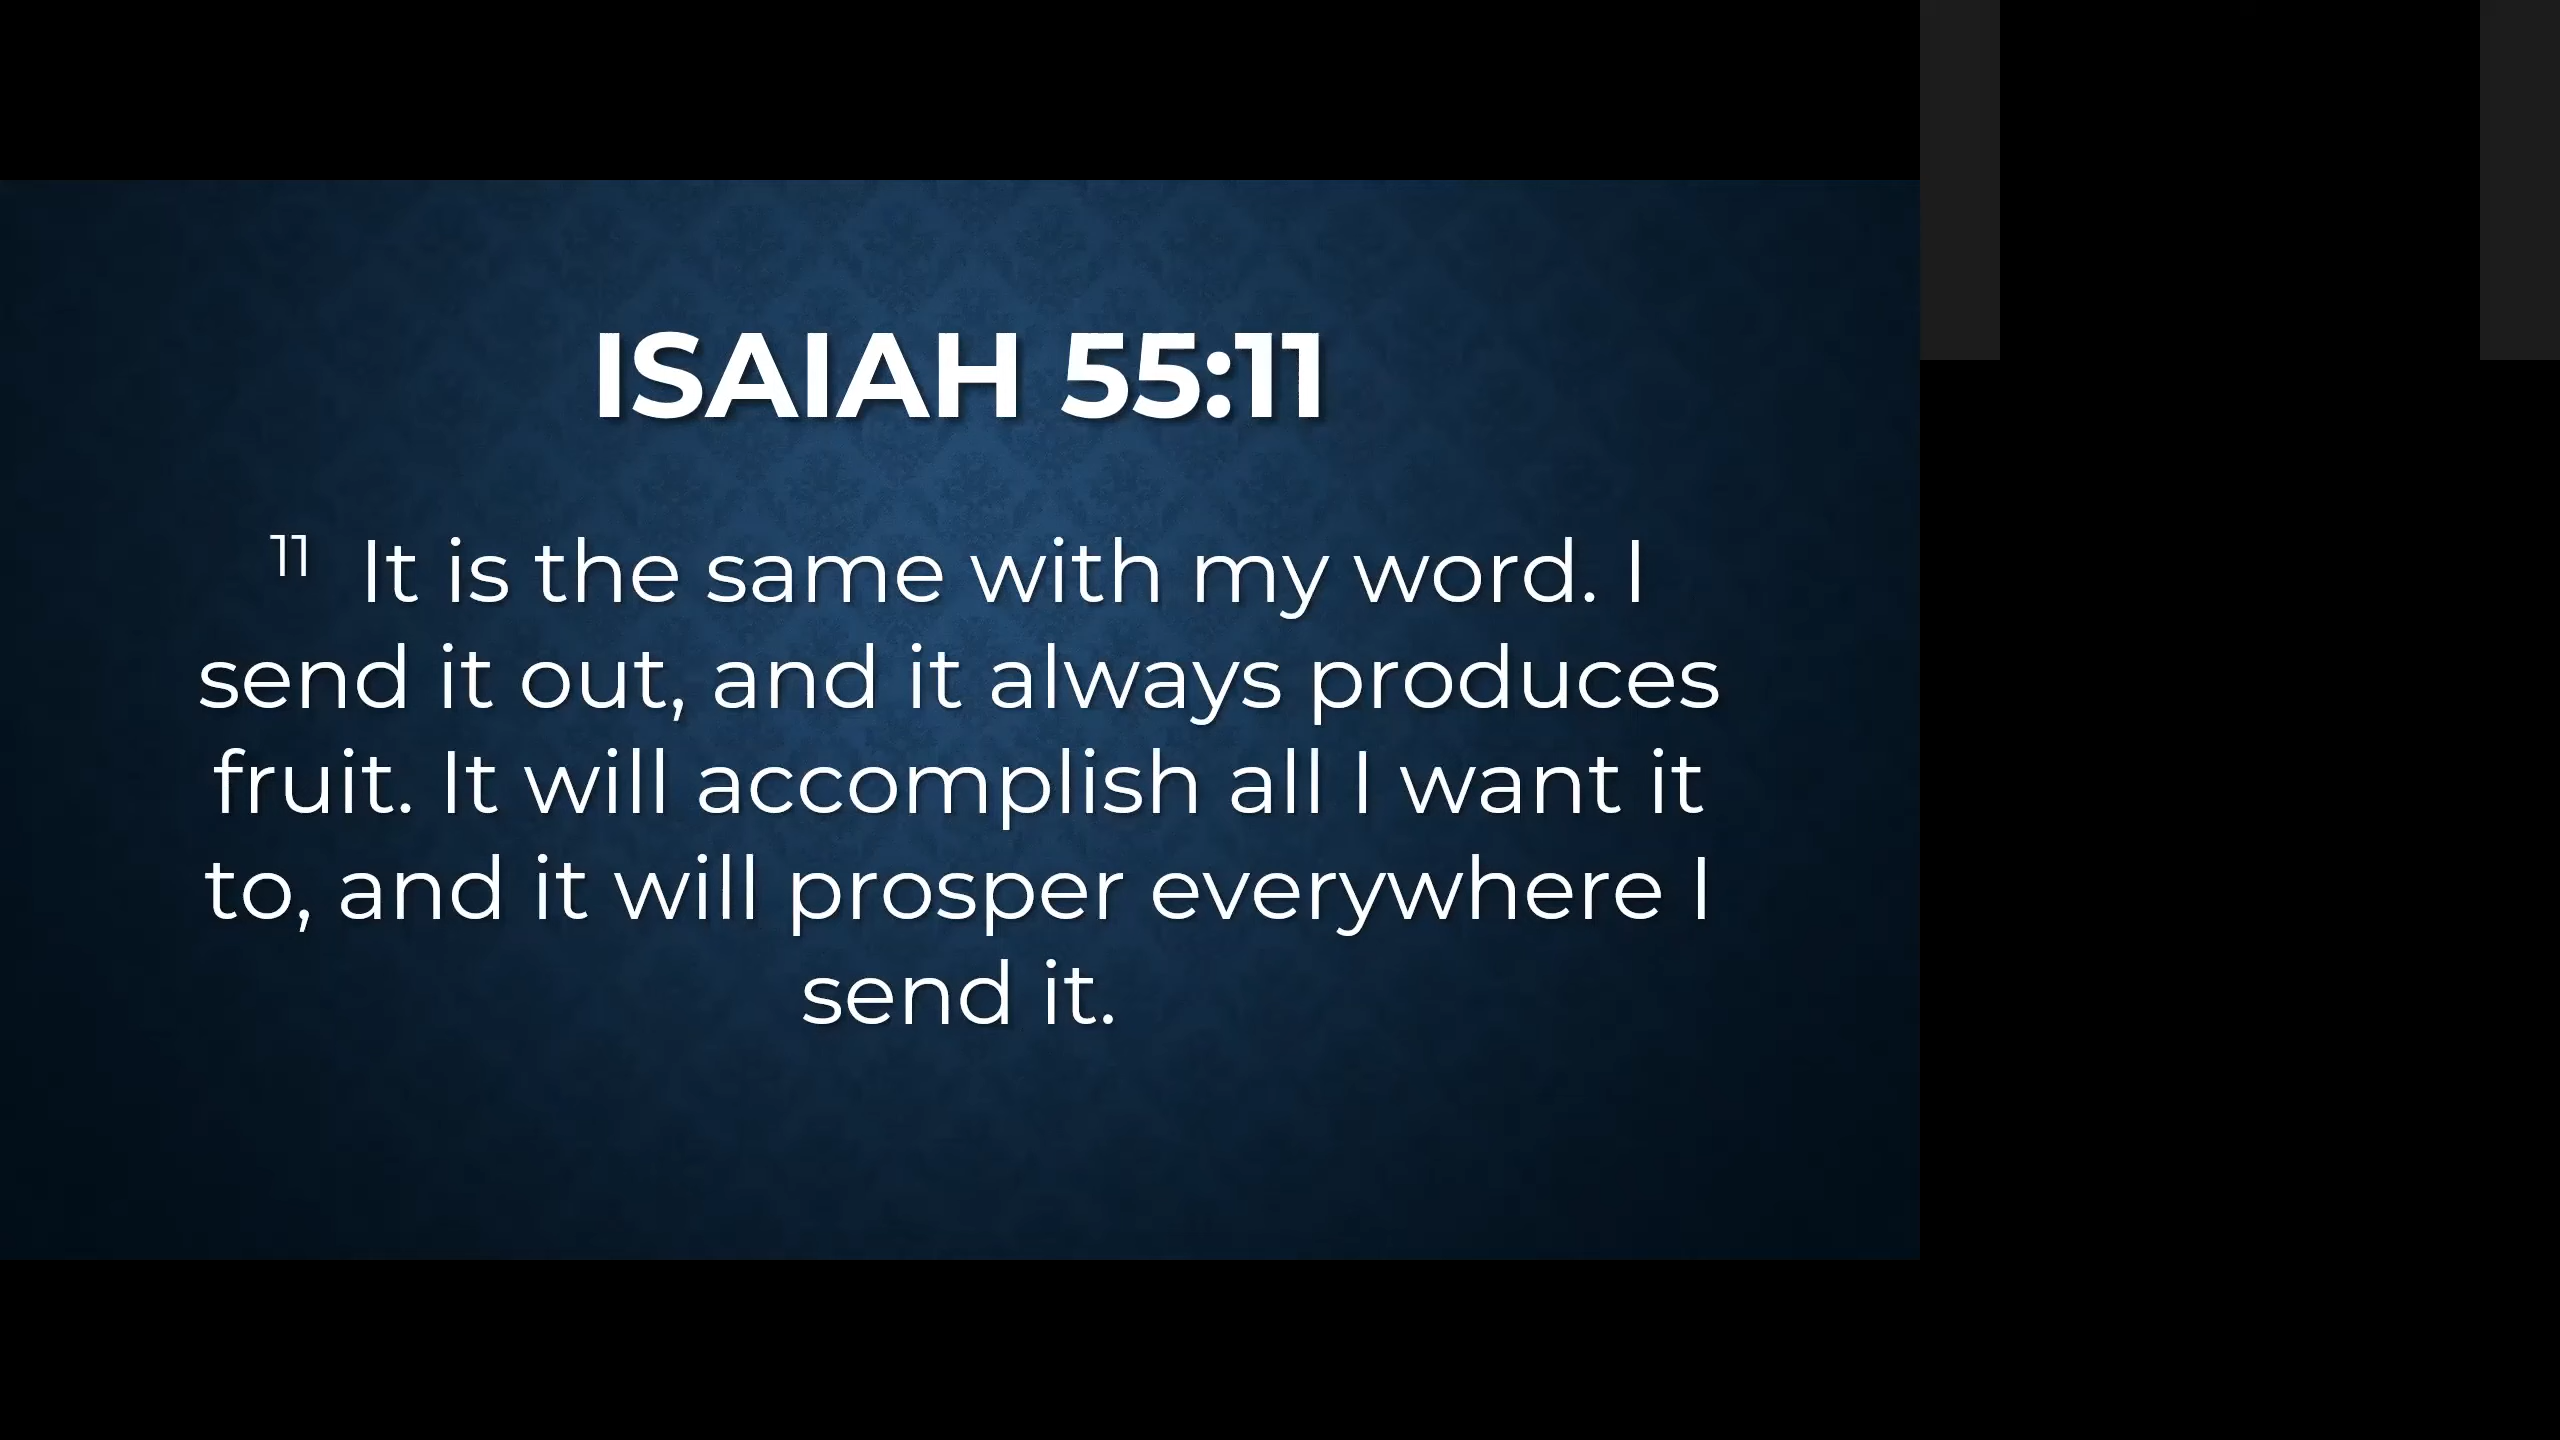 ISAIAH 55:11
11 It is the same with my word. I
send it out, and it always produces
fruit. It will accomplish all I want it
to, and it will prosper everywhere I
send it.